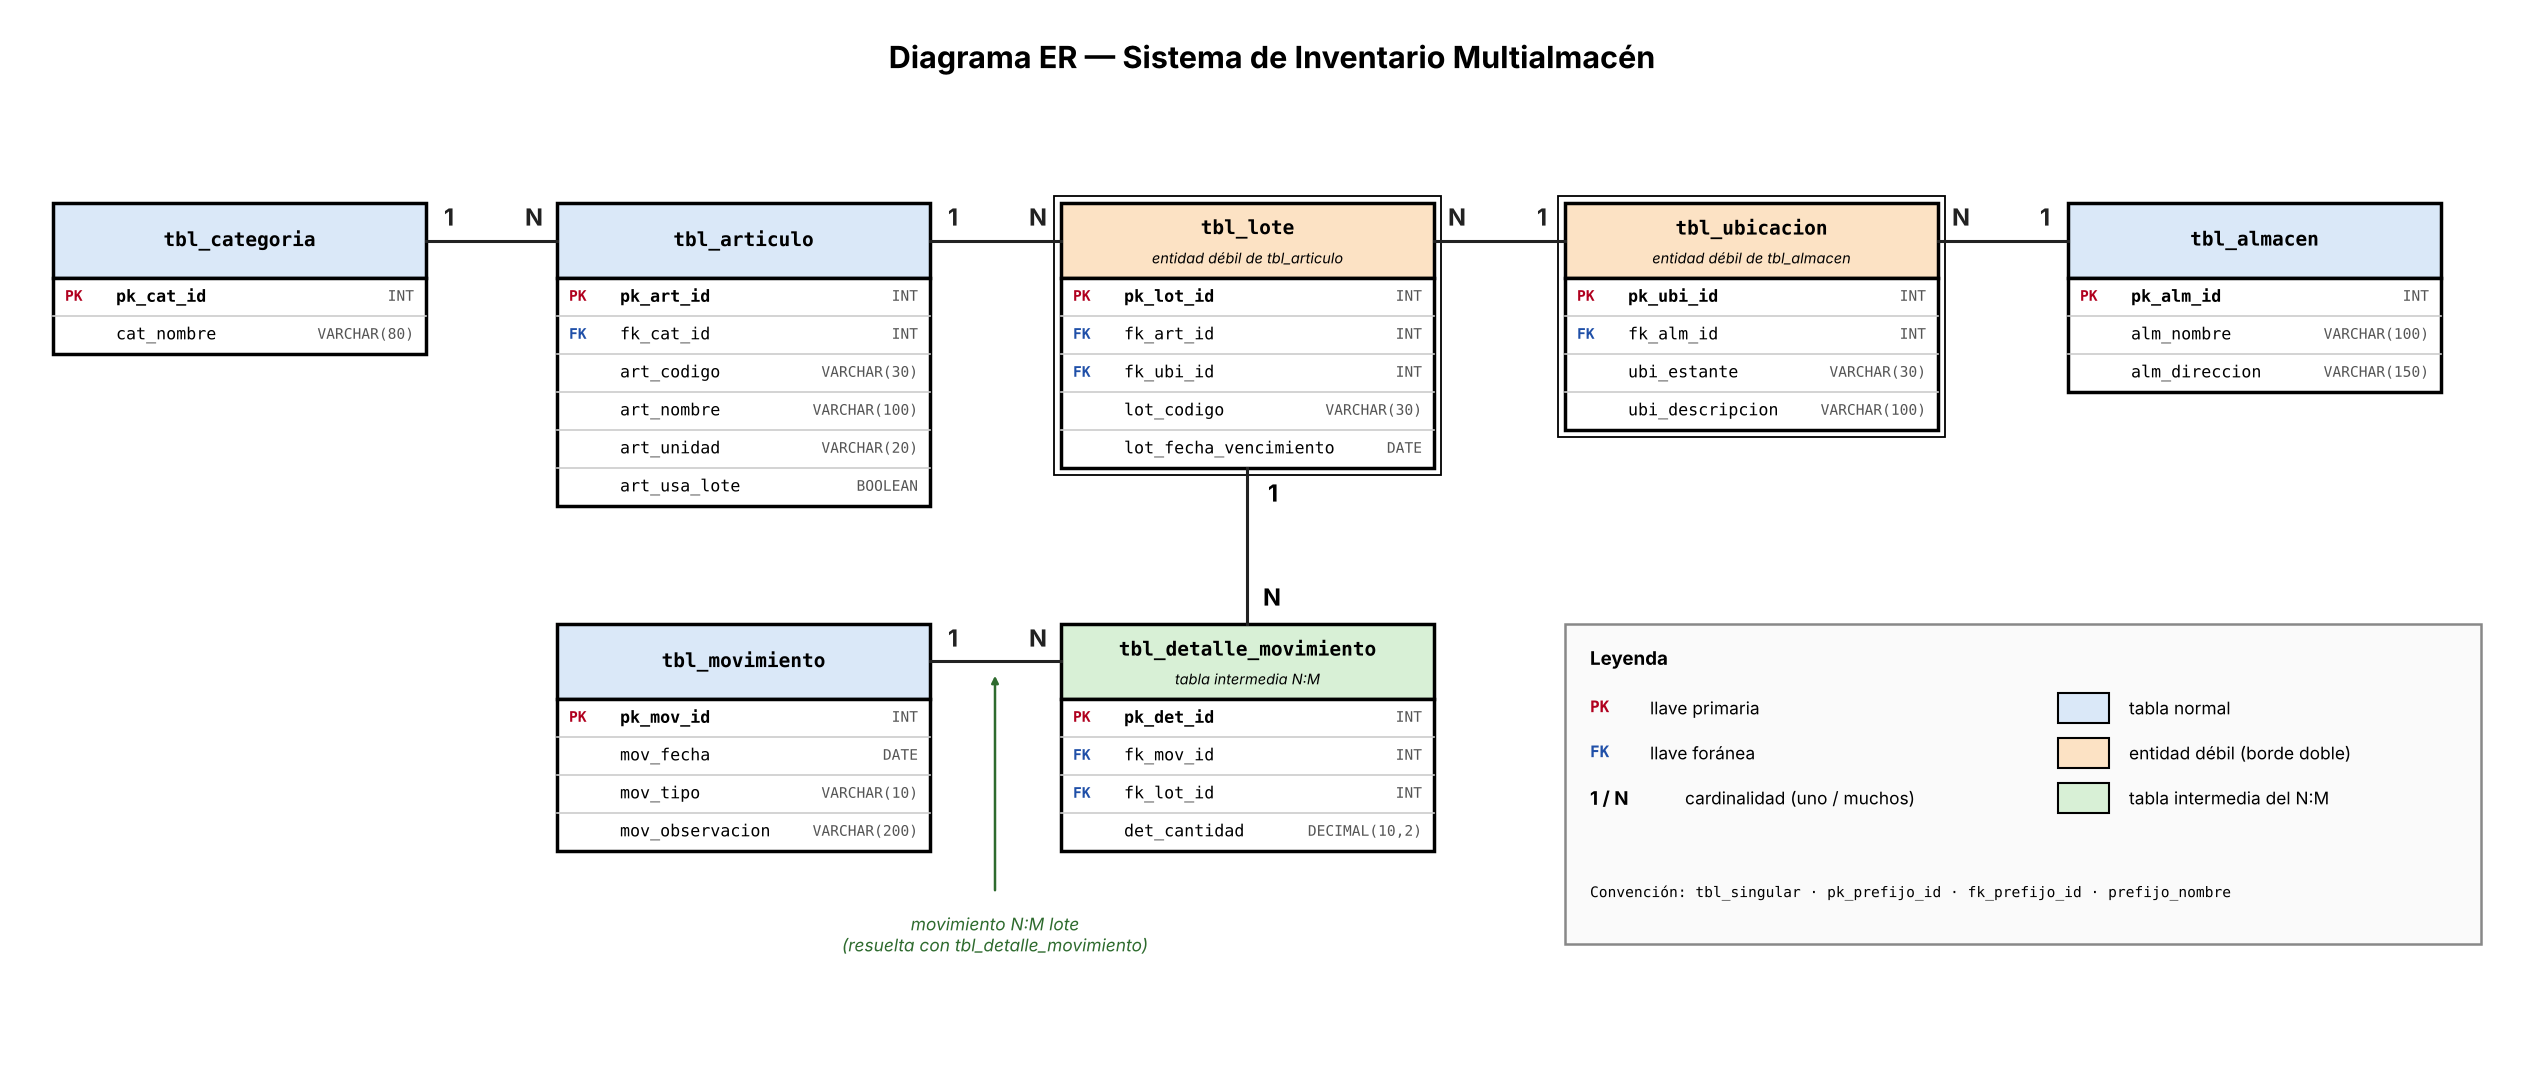 Diagrama ER — Sistema de Inventario Multialmacén
tbl_categoria
PK pk_cat_id INT
cat_nombre VARCHAR(80)
1 N
tbl_articulo
PK pk_art_id INT
FK fk_cat_id INT
art_codigo VARCHAR(30)
art_nombre VARCHAR(100)
art_unidad VARCHAR(20)
art_usa_lote BOOLEAN
1 N
tbl_lote
entidad débil de tbl_articulo
PK pk_lot_id INT
FK fk_art_id INT
FK fk_ubi_id INT
lot_codigo VARCHAR(30)
lot_fecha_vencimiento DATE
N 1
tbl_ubicacion
entidad débil de tbl_almacen
PK pk_ubi_id INT
FK fk_alm_id INT
ubi_estante VARCHAR(30)
ubi_descripcion VARCHAR(100)
N 1
tbl_almacen
PK pk_alm_id INT
alm_nombre VARCHAR(100)
alm_direccion VARCHAR(150)
1
N
tbl_movimiento
PK pk_mov_id INT
mov_fecha DATE
mov_tipo VARCHAR(10)
mov_observacion VARCHAR(200)
1 N
tbl_detalle_movimiento
tabla intermedia N:M
PK pk_det_id INT
FK fk_mov_id INT
FK fk_lot_id INT
det_cantidad DECIMAL(10,2)
movimiento N:M lote
(resuelta con tbl_detalle_movimiento)
Leyenda
PK llave primaria
tabla normal
FK llave foránea
entidad débil (borde doble)
1 / N cardinalidad (uno / muchos)
tabla intermedia del N:M
Convención: tbl_singular · pk_prefijo_id · fk_prefijo_id · prefijo_nombre